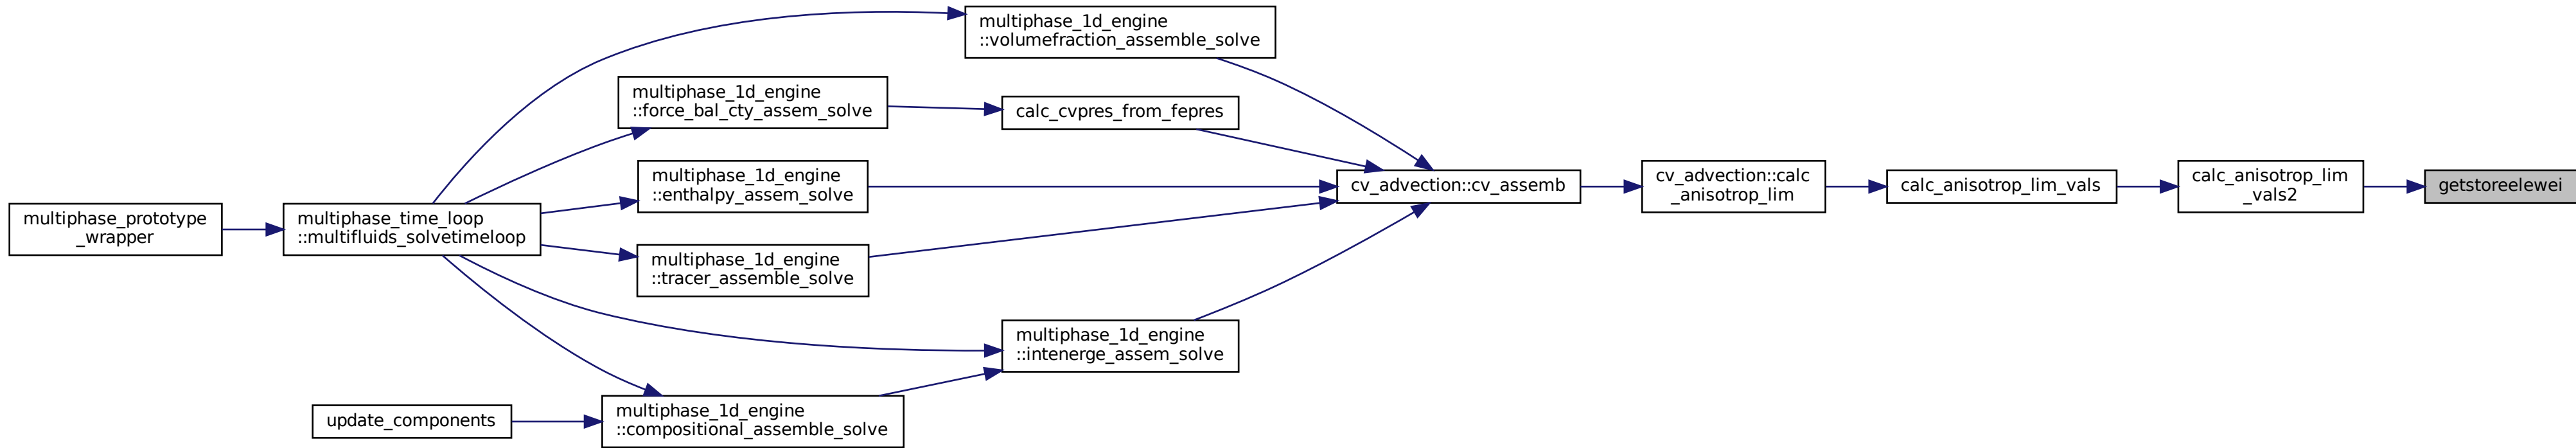 multiphase_prototype
_wrapper
multiphase_time_loop
::multifluids_solvetimeloop
update_components
multiphase_1d_engine
::volumefraction_assemble_solve
multiphase_1d_engine
::force_bal_cty_assem_solve
calc_cvpres_from_fepres
multiphase_1d_engine
::enthalpy_assem_solve
multiphase_1d_engine
::tracer_assemble_solve
multiphase_1d_engine
::intenerge_assem_solve
multiphase_1d_engine
::compositional_assemble_solve
cv_advection::cv_assemb
cv_advection::calc
_anisotrop_lim
calc_anisotrop_lim_vals
calc_anisotrop_lim
_vals2
getstoreelewei